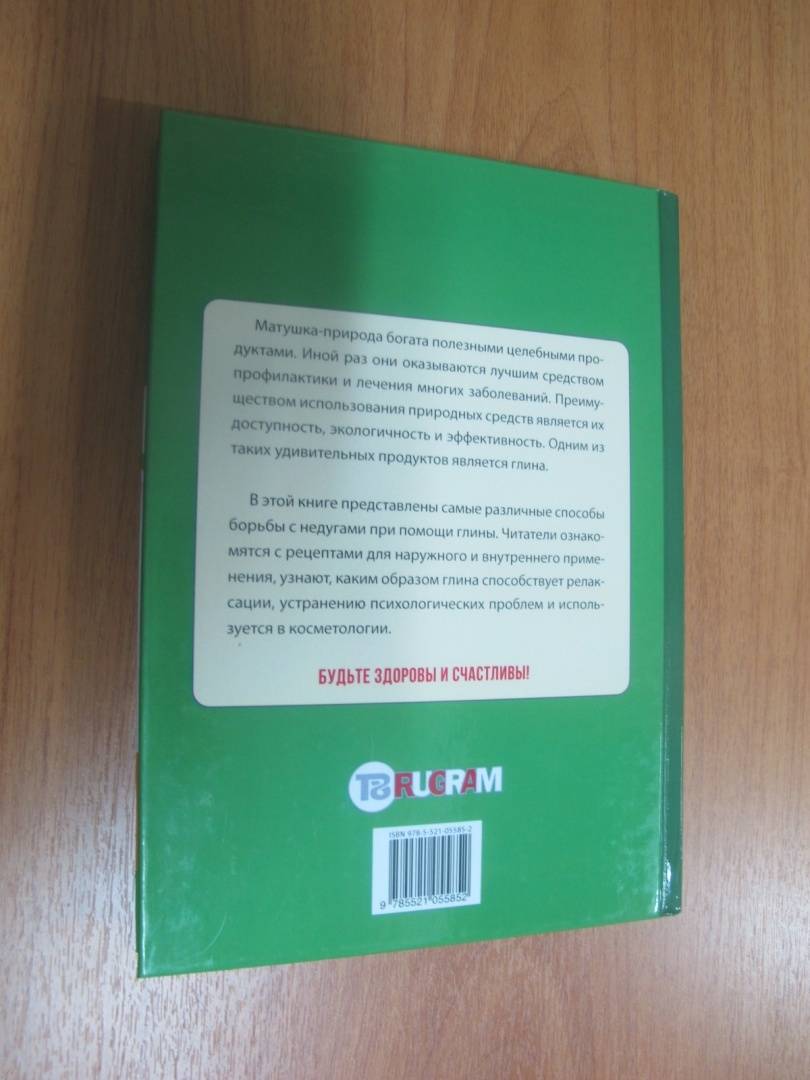 Матушка-природа богата полезными целебными про-
дуктами. Иной раз они оказываются лучшим средством
профилактики и лечения многих заболеваний. Преиму-
ществом использования природных средств является их
доступность, экологичность и эффективность. Одним из
таких удивительных продуктов является глина.
В этой книге представлены самые различные способы
борьбы с недугами при помощи глины. Читатели ознако-
мятся с рецептами для наружного и внутреннего приме-
нения, узнают, каким образом глина способствует релак-
сации, устранению психологических проблем и исполь-
зуется в косметологии.
БУДЬТЕ ЗДОРОВЫ И СЧАСТЛИВЫ!
T8 RUGRAM
ISBN 978-5-521-05585-2
9 785521 055852